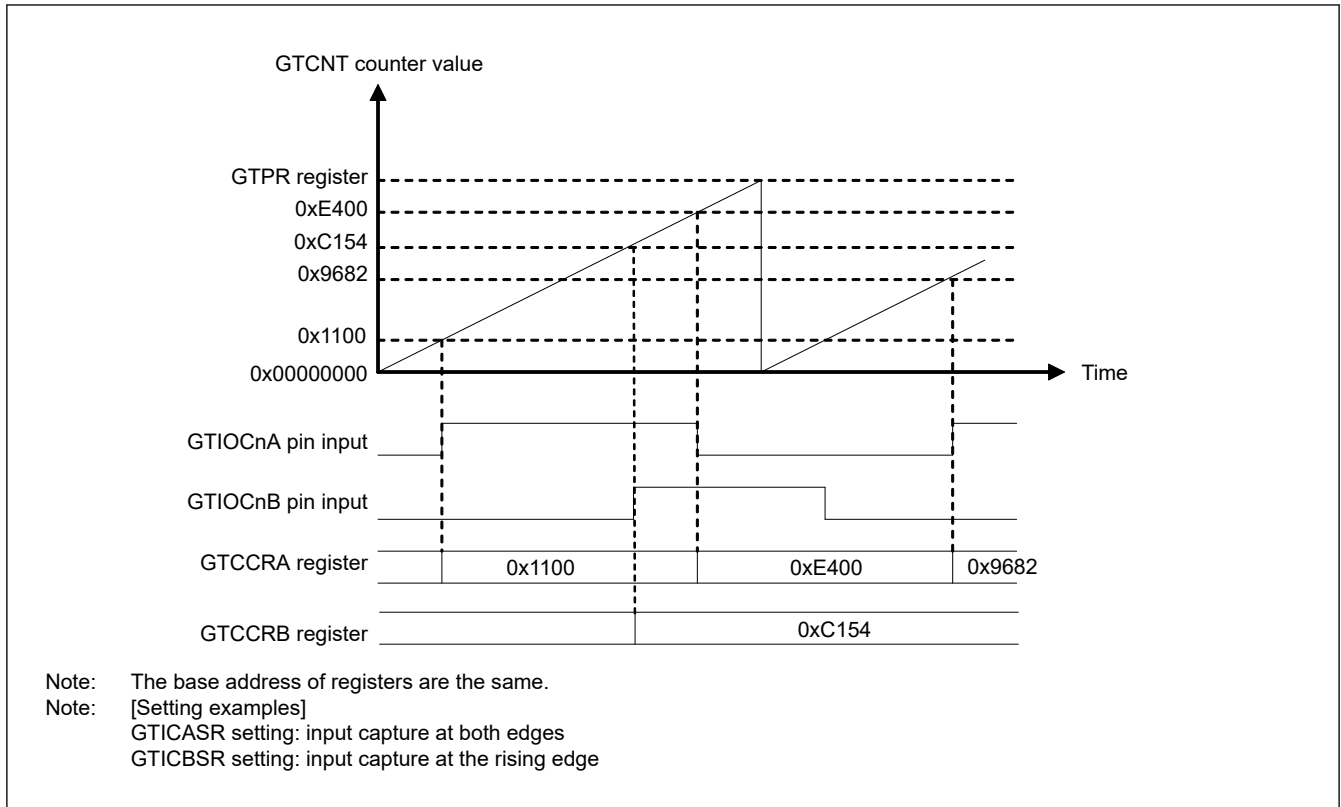 GTCNT counter value
GTPR register
0xE400
0xC154
0x9682
0x1100
0x00000000
Time
GTIOCnA pin input
GTIOCnB pin input
GTCCRA register
0x1100
0xE400
0x9682
GTCCRB register
0xC154
Note: The base address of registers are the same.
Note: [Setting examples]
GTICASR setting: input capture at both edges
GTICBSR setting: input capture at the rising edge